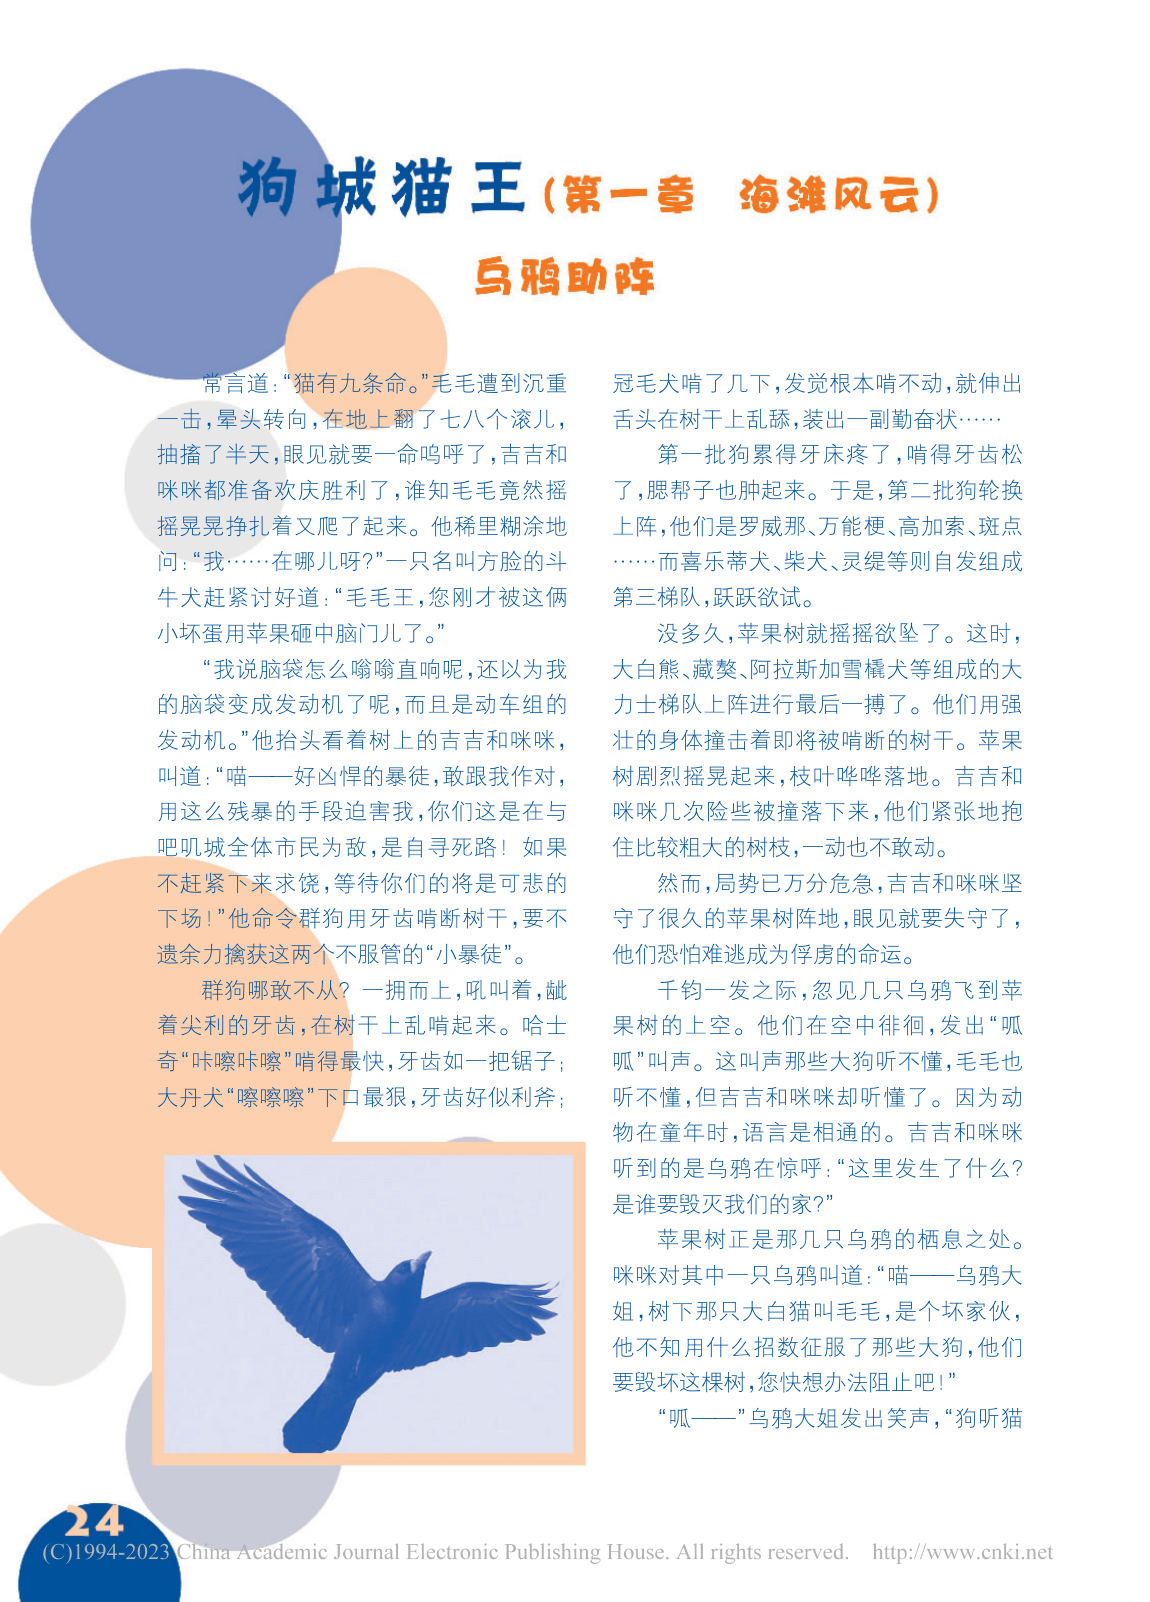 狗城猫王(第一章 海滩风云)
乌鸦助阵
常言道:“猫有九条命。”毛毛遭到沉重
一击,晕头转向,在地上翻了七八个滚儿,
抽搐了半天,眼见就要一命呜呼了,吉吉和
咪咪都准备欢庆胜利了,谁知毛毛竟然摇
摇晃晃挣扎着又爬了起来。他稀里糊涂地
问:“我……在哪儿呀?”一只名叫方脸的斗
牛犬赶紧讨好道:“毛毛王,您刚才被这俩
小坏蛋用苹果砸中脑门儿了。”
“我说脑袋怎么嗡嗡直响呢,还以为我
的脑袋变成发动机了呢,而且是动车组的
发动机。”他抬头看着树上的吉吉和咪咪,
叫道:“喵——好凶悍的暴徒,敢跟我作对,
用这么残暴的手段迫害我,你们这是在与
吧叽城全体市民为敌,是自寻死路!如果
不赶紧下来求饶,等待你们的将是可悲的
下场!”他命令群狗用牙齿啃断树干,要不
遗余力擒获这两个不服管的“小暴徒”。
群狗哪敢不从?一拥而上,吼叫着,龇
着尖利的牙齿,在树干上乱啃起来。哈士
奇“咔嚓咔嚓”啃得最快,牙齿如一把锯子;
大丹犬“嚓嚓嚓”下口最狠,牙齿好似利斧;
冠毛犬啃了几下,发觉根本啃不动,就伸出
舌头在树干上乱舔,装出一副勤奋状……
第一批狗累得牙床疼了,啃得牙齿松
了,腮帮子也肿起来。于是,第二批狗轮换
上阵,他们是罗威那、万能梗、高加索、斑点
……而喜乐蒂犬、柴犬、灵缇等则自发组成
第三梯队,跃跃欲试。
没多久,苹果树就摇摇欲坠了。这时,
大白熊、藏獒、阿拉斯加雪橇犬等组成的大
力士梯队上阵进行最后一搏了。他们用强
壮的身体撞击着即将被啃断的树干。苹果
树剧烈摇晃起来,枝叶哗哗落地。吉吉和
咪咪几次险些被撞落下来,他们紧张地抱
住比较粗大的树枝,一动也不敢动。
然而,局势已万分危急,吉吉和咪咪坚
守了很久的苹果树阵地,眼见就要失守了,
他们恐怕难逃成为俘虏的命运。
千钧一发之际,忽见几只乌鸦飞到苹
果树的上空。他们在空中徘徊,发出“呱
呱”叫声。这叫声那些大狗听不懂,毛毛也
听不懂,但吉吉和咪咪却听懂了。因为动
物在童年时,语言是相通的。吉吉和咪咪
听到的是乌鸦在惊呼:“这里发生了什么?
是谁要毁灭我们的家?”
苹果树正是那几只乌鸦的栖息之处。
咪咪对其中一只乌鸦叫道:“喵——乌鸦大
姐,树下那只大白猫叫毛毛,是个坏家伙,
他不知用什么招数征服了那些大狗,他们
要毁坏这棵树,您快想办法阻止吧!”
“呱——”乌鸦大姐发出笑声,“狗听猫
24
(C)1994-2023 China Academic Journal Electronic Publishing House. All rights reserved. http://www.cnki.net